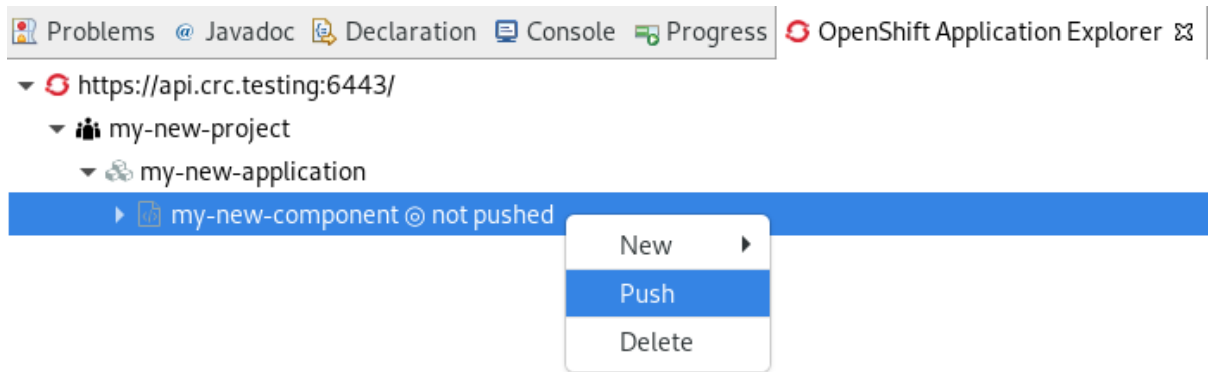 Problems @ Javadoc Declaration Console Progress OpenShift Application Explorer
https://api.crc.testing:6443/
my-new-project
my-new-application
my-new-component ◎ not pushed
New
Push
Delete